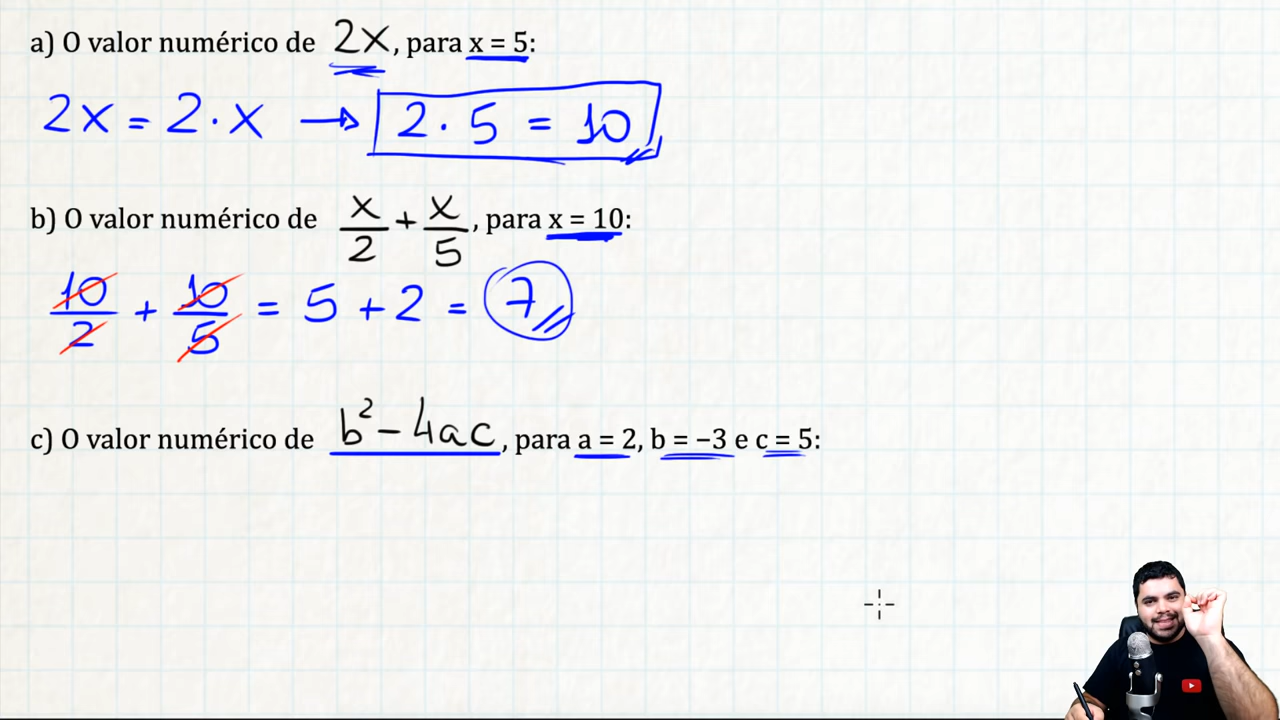 a) O valor numérico de 2x, para x = 5:
2x = 2·x → 2·5 = 10
b) O valor numérico de x/2 + x/5, para x = 10:
10/2 + 10/5 = 5 + 2 = 7
c) O valor numérico de b² – 4ac, para a = 2, b = –3 e c = 5: